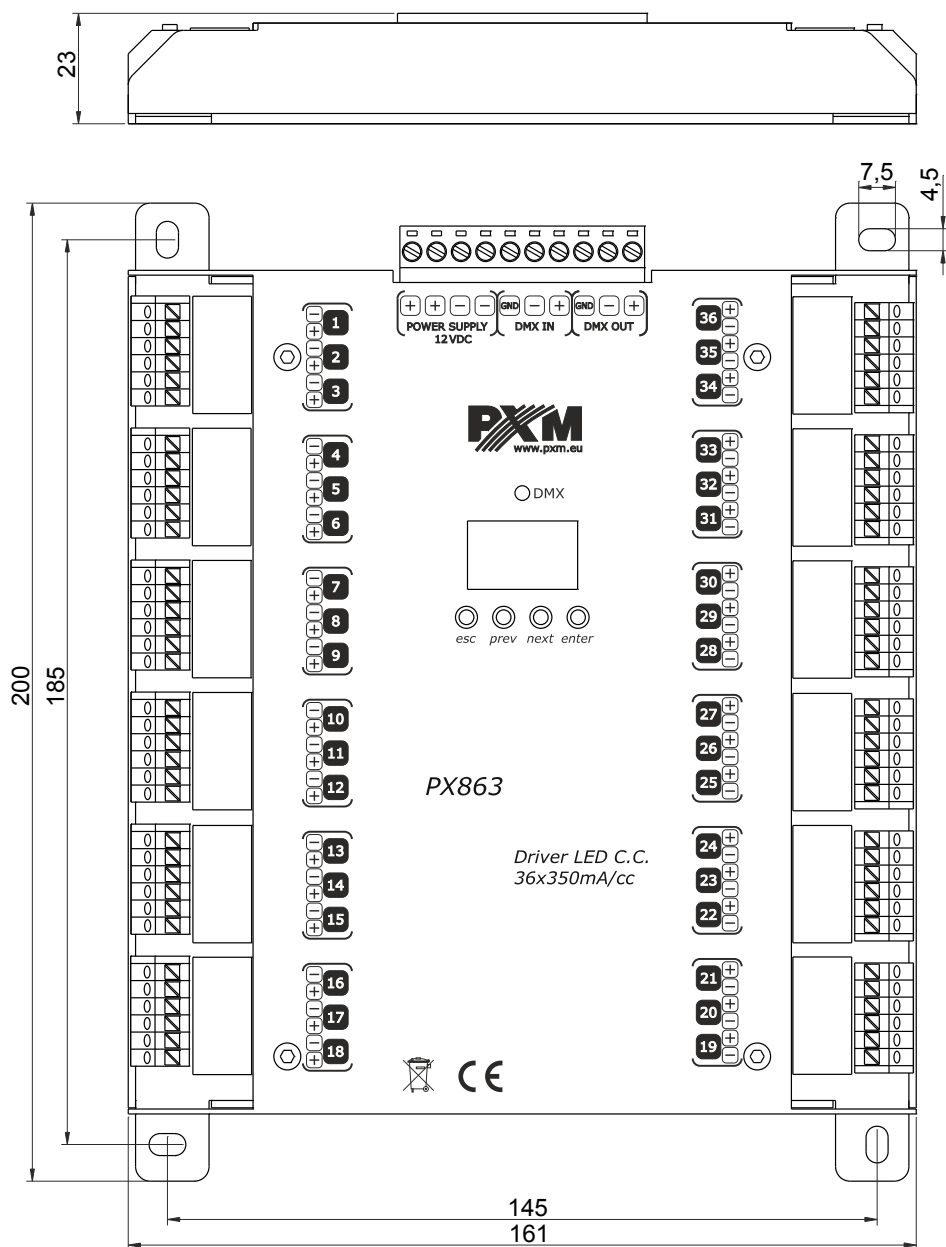 23
7,5
4,5
200
185
+ + − − GND − + GND − +
POWER SUPPLY
12VDC
DMX IN
DMX OUT
− + 1
− + 2
− + 3
− + 4
− + 5
− + 6
− + 7
− + 8
− + 9
− + 10
− + 11
− + 12
− + 13
− + 14
− + 15
− + 16
− + 17
− + 18
PXM
www.pxm.eu
DMX
esc prev next enter
PX863
Driver LED C.C.
36x350mA/cc
CE
36 + −
35 + −
34 + −
33 + −
32 + −
31 + −
30 + −
29 + −
28 + −
27 + −
26 + −
25 + −
24 + −
23 + −
22 + −
21 + −
20 + −
19 + −
145
161